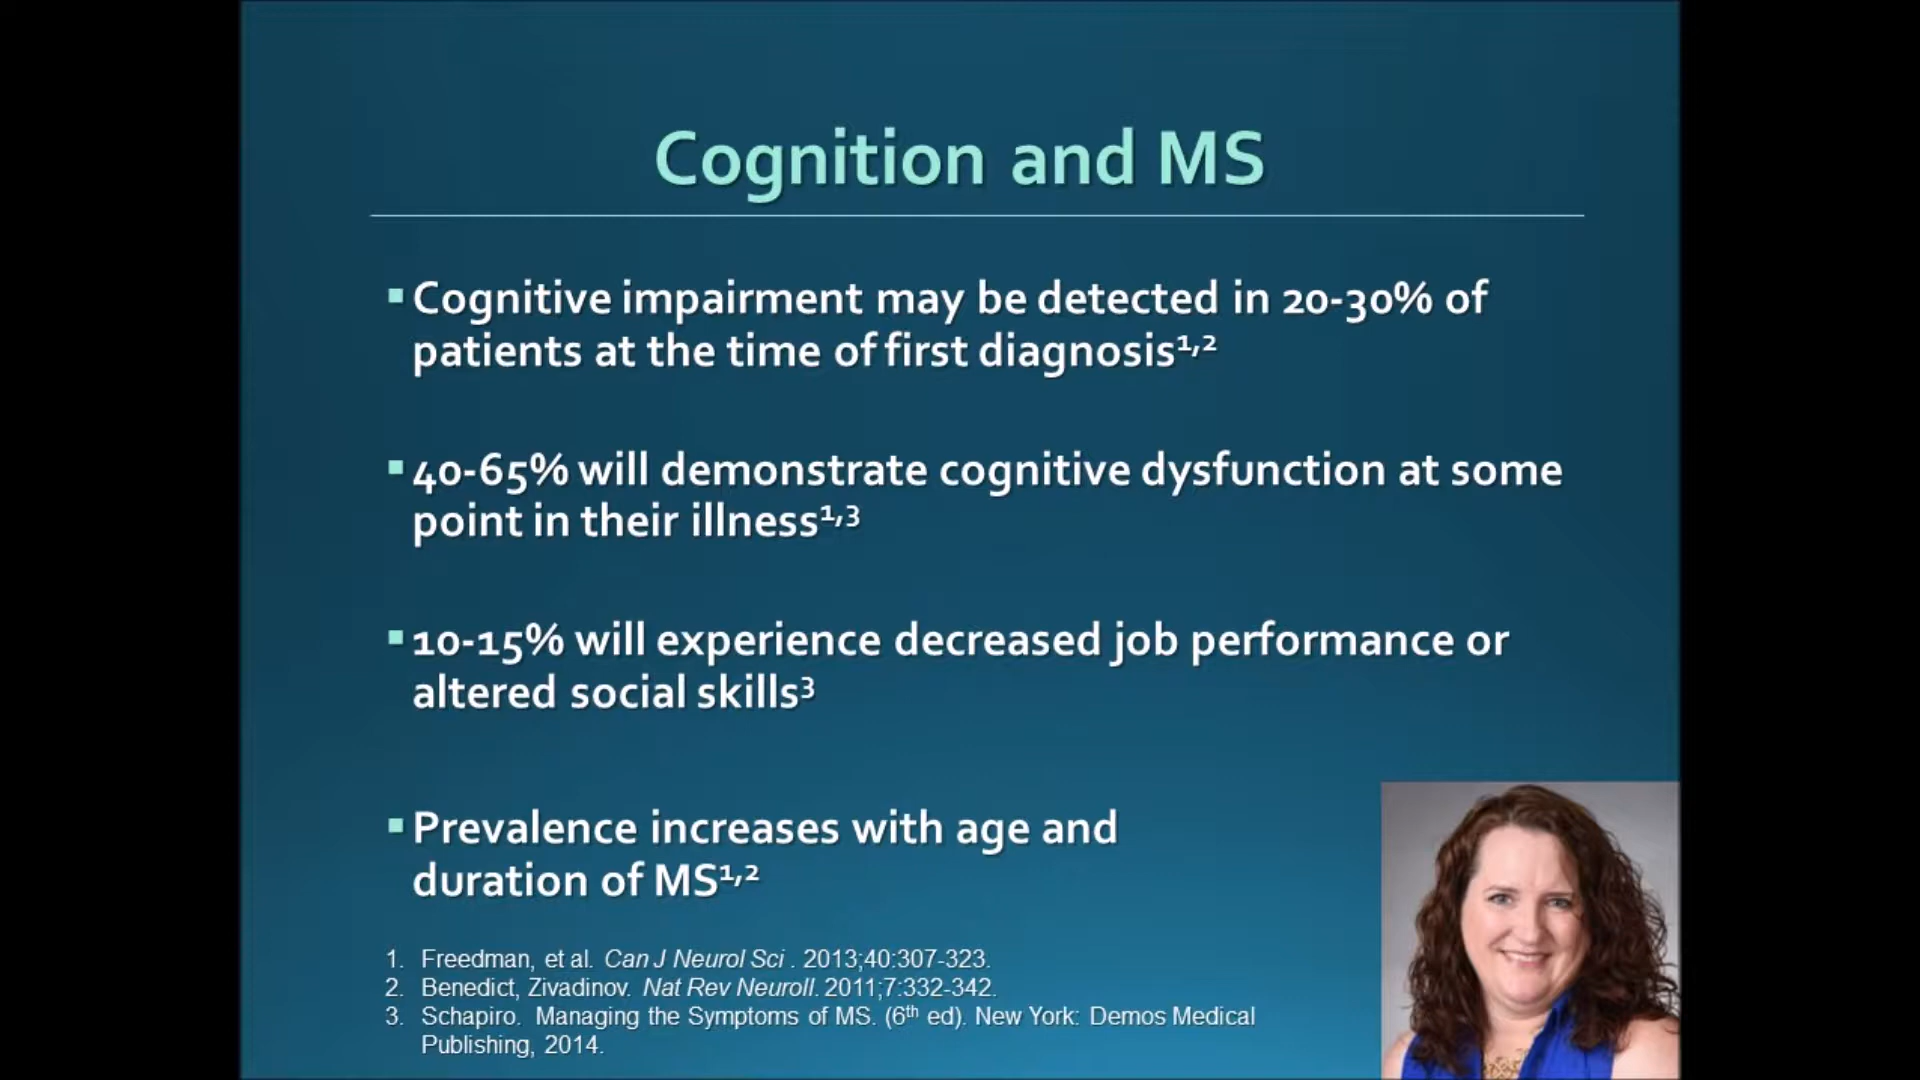 Cognition and MS
▪ Cognitive impairment may be detected in 20-30% of
patients at the time of first diagnosis¹,²
▪ 40-65% will demonstrate cognitive dysfunction at some
point in their illness¹,³
▪ 10-15% will experience decreased job performance or
altered social skills³
▪ Prevalence increases with age and
duration of MS¹,²
1. Freedman, et al. Can J Neurol Sci . 2013;40:307-323.
2. Benedict, Zivadinov. Nat Rev Neuroll. 2011;7:332-342.
3. Schapiro. Managing the Symptoms of MS. (6th ed). New York: Demos Medical
Publishing, 2014.